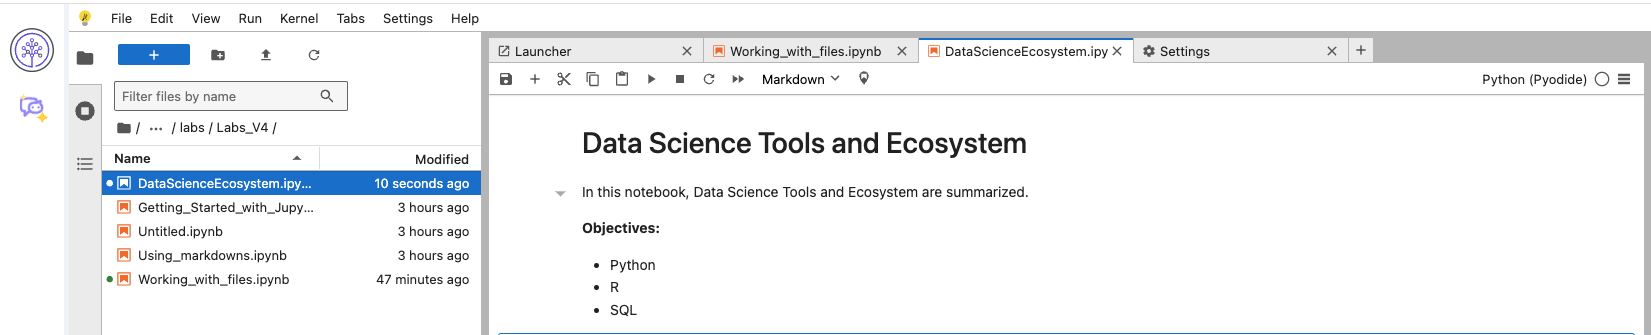 File Edit View Run Kernel Tabs Settings Help
Launcher Working_with_files.ipynb DataScienceEcosystem.ipy Settings
Markdown Python (Pyodide)
Filter files by name
/ ... / labs / Labs_V4 /
Name Modified
DataScienceEcosystem.ipy... 10 seconds ago
Getting_Started_with_Jupy... 3 hours ago
Untitled.ipynb 3 hours ago
Using_markdowns.ipynb 3 hours ago
Working_with_files.ipynb 47 minutes ago
Data Science Tools and Ecosystem
In this notebook, Data Science Tools and Ecosystem are summarized.
Objectives:
• Python
• R
• SQL